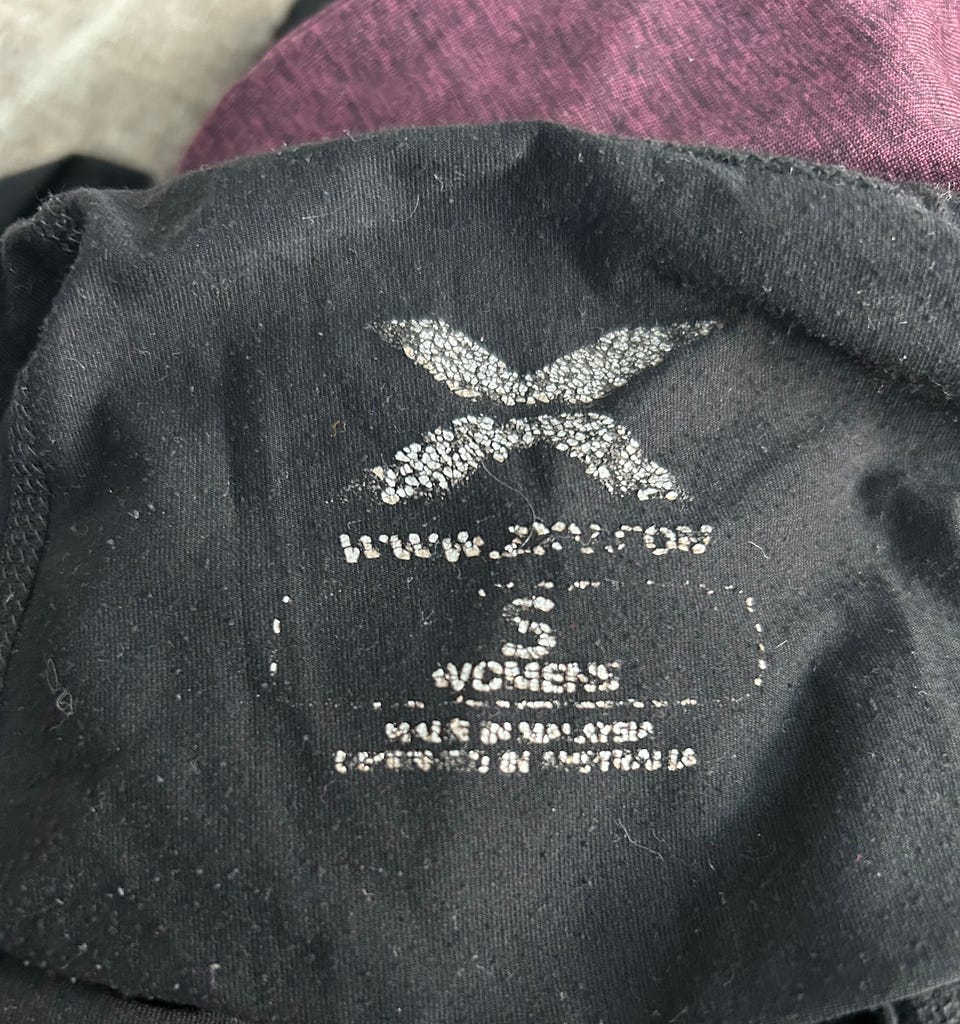 X
www.2XU.com
S
WOMENS
MADE IN MALAYSIA
DESIGNED IN AUSTRALIA